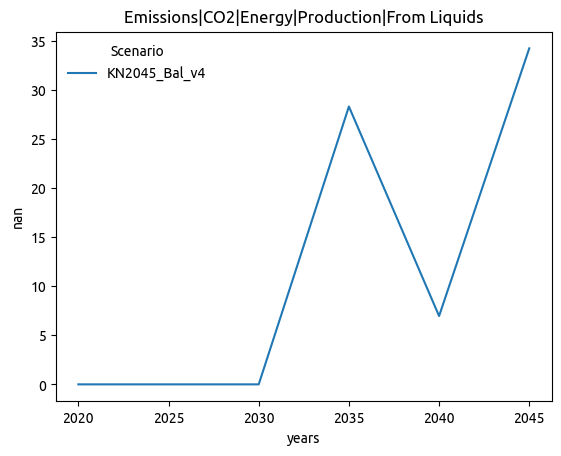 Emissions|CO2|Energy|Production|From Liquids
Scenario
KN2045_Bal_v4
35
30
25
20
15
10
5
0
nan
2020 2025 2030 2035 2040 2045
years